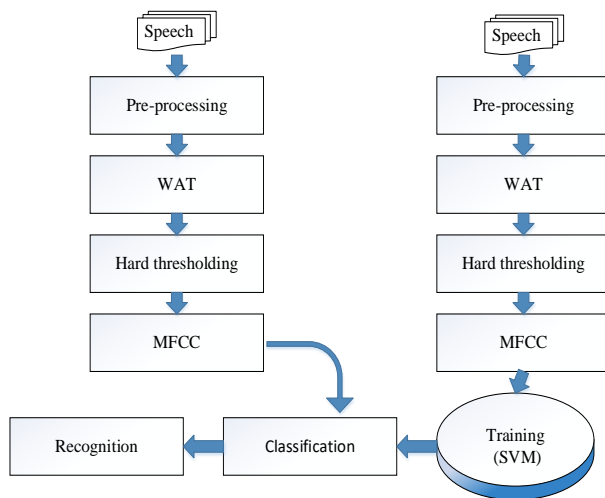 Speech
Pre-processing
WAT
Hard thresholding
MFCC
Speech
Pre-processing
WAT
Hard thresholding
MFCC
Training
(SVM)
Classification
Recognition